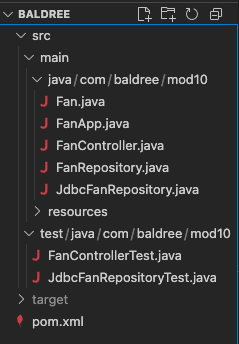 BALDREE
src
main
java/com/baldree/mod10
Fan.java
FanApp.java
FanController.java
FanRepository.java
JdbcFanRepository.java
resources
test/java/com/baldree/mod10
FanControllerTest.java
JdbcFanRepositoryTest.java
target
pom.xml